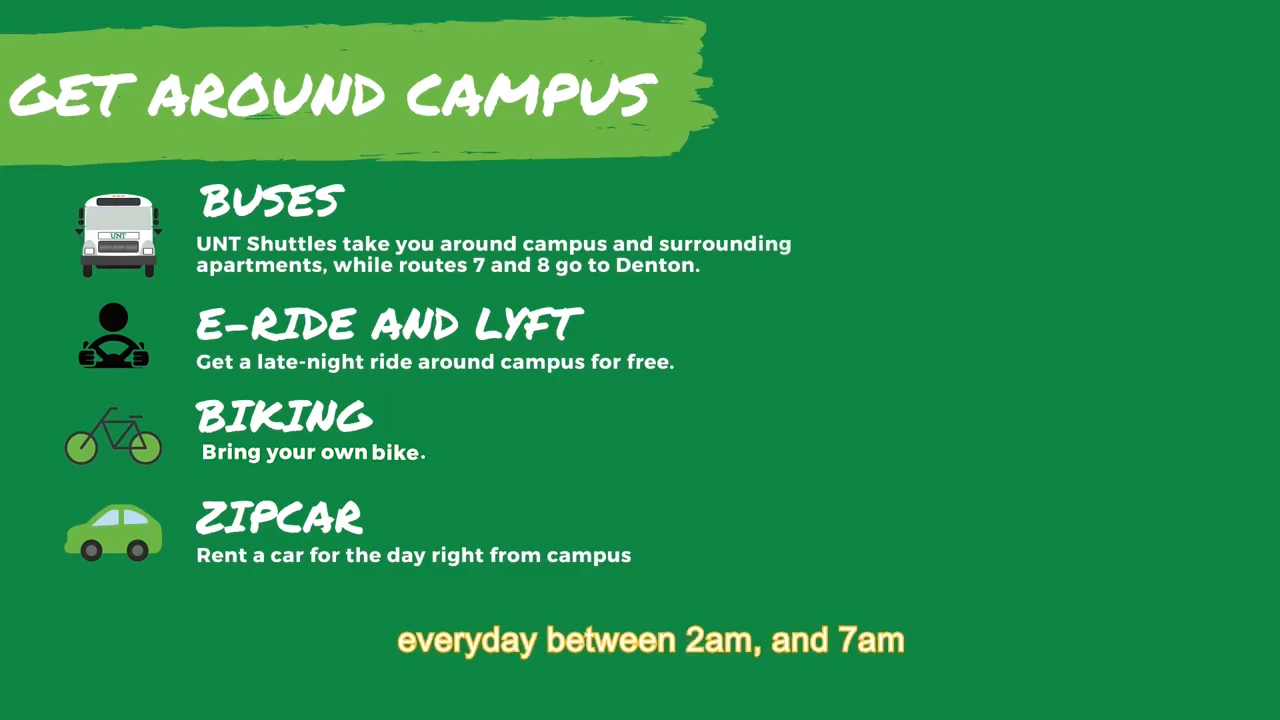 GET AROUND CAMPUS
BUSES
UNT
UNT Shuttles take you around campus and surrounding
apartments, while routes 7 and 8 go to Denton.
E-RIDE AND LYFT
Get a late-night ride around campus for free.
BIKING
Bring your own bike.
ZIPCAR
Rent a car for the day right from campus
everyday between 2am, and 7am